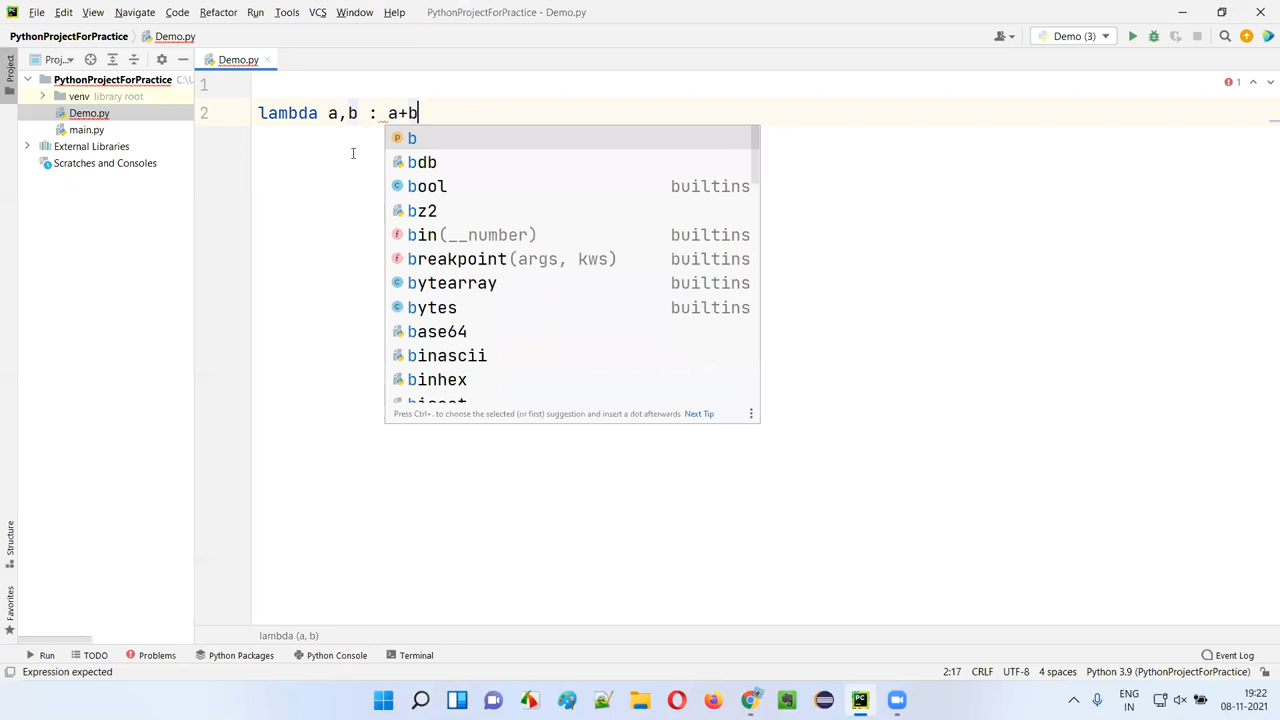 File Edit View Navigate Code Refactor Run Tools VCS Window Help PythonProjectForPractice - Demo.py
PythonProjectForPractice Demo.py Demo (3)
Proj... Demo.py
Project
PythonProjectForPractice C:\U
venv library root
Demo.py
main.py
External Libraries
Scratches and Consoles
1
2 lambda a,b : a+b
1
b
bdb
bool builtins
bz2
bin(__number) builtins
breakpoint(args, kws) builtins
bytearray builtins
bytes builtins
base64
binascii
binhex
bisect
Press Ctrl+. to choose the selected (or first) suggestion and insert a dot afterwards Next Tip
Structure
Favorites
lambda (a, b)
Run TODO Problems Python Packages Python Console Terminal Event Log
Expression expected 2:17 CRLF UTF-8 4 spaces Python 3.9 (PythonProjectForPractice)
ENG
IN
19:22
08-11-2021